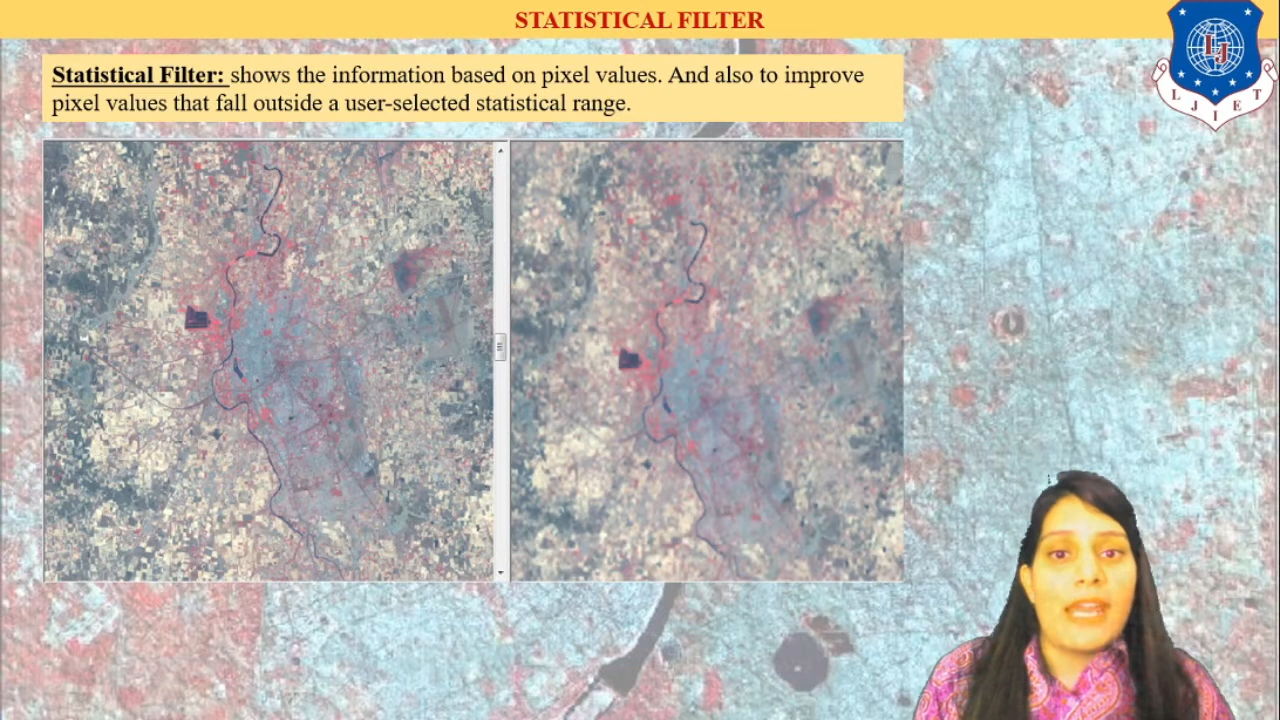 STATISTICAL FILTER
Statistical Filter: shows the information based on pixel values. And also to improve
pixel values that fall outside a user-selected statistical range.
LJ
L J I E T